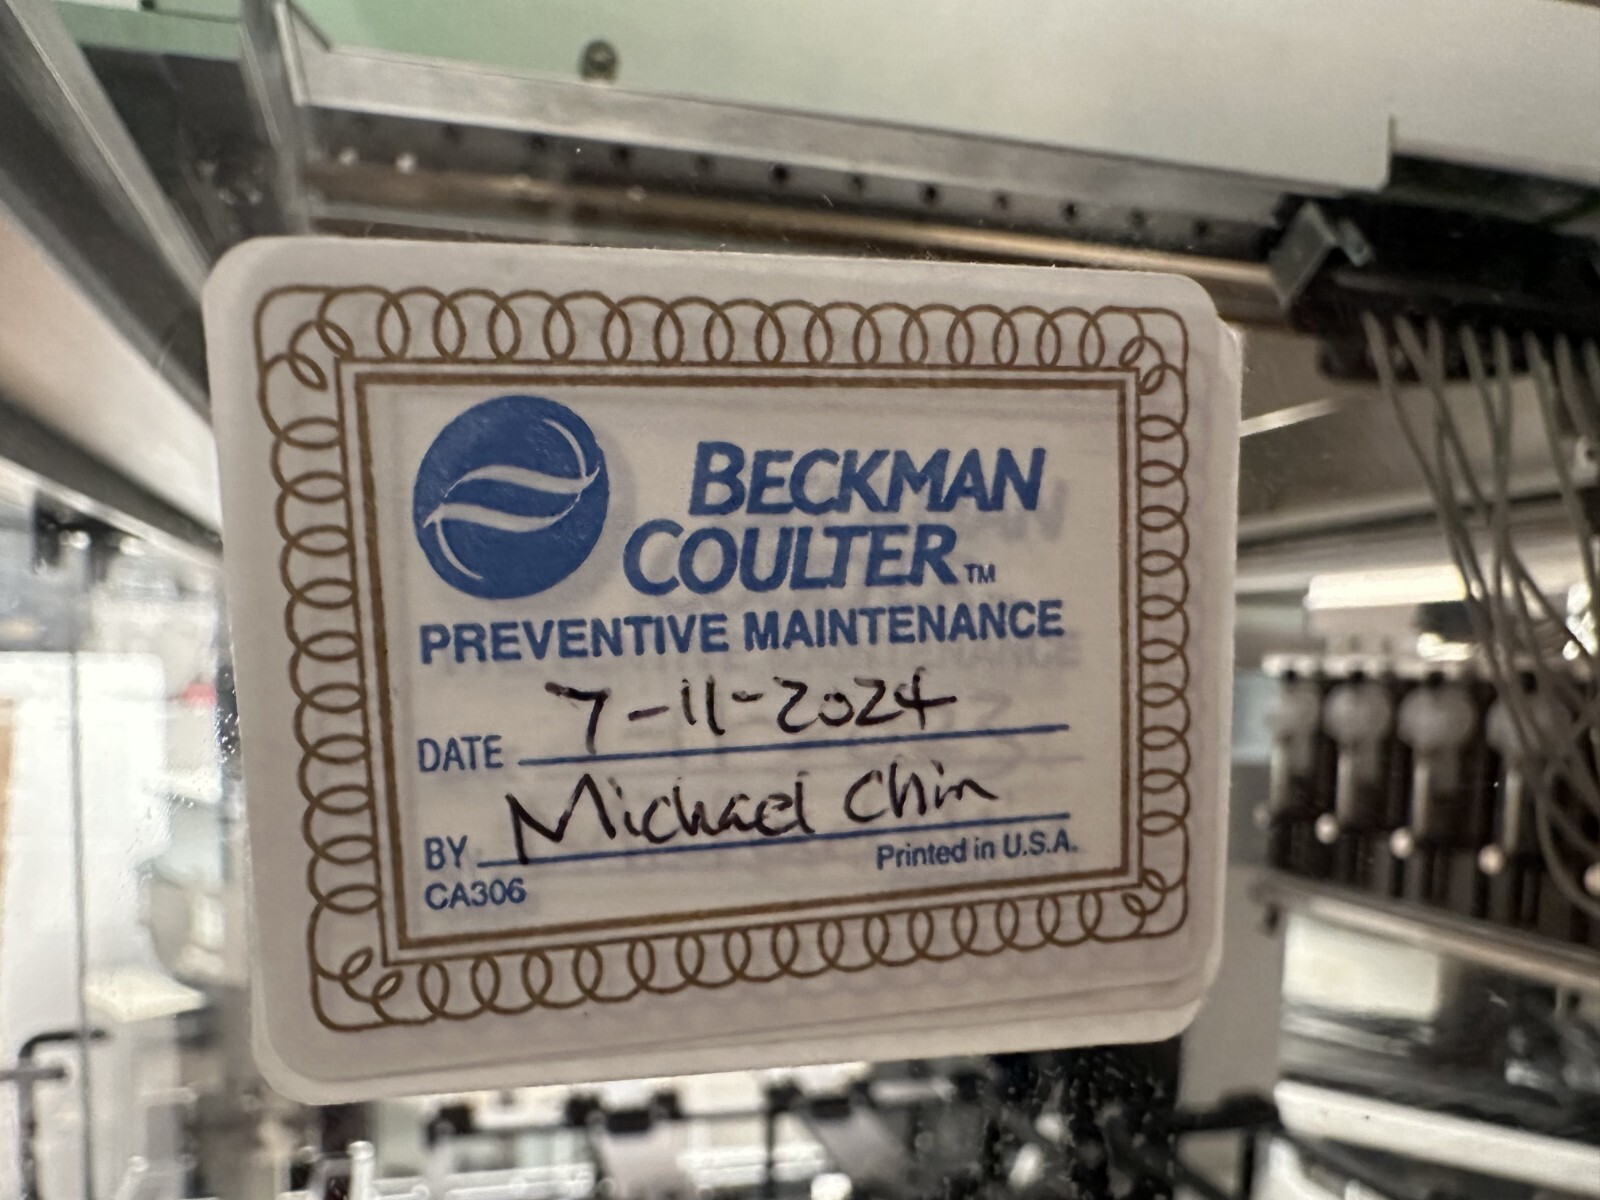 BECKMAN
COULTER™
PREVENTIVE MAINTENANCE
DATE 7-11-2024
BY Michael Chin
Printed in U.S.A.
CA306